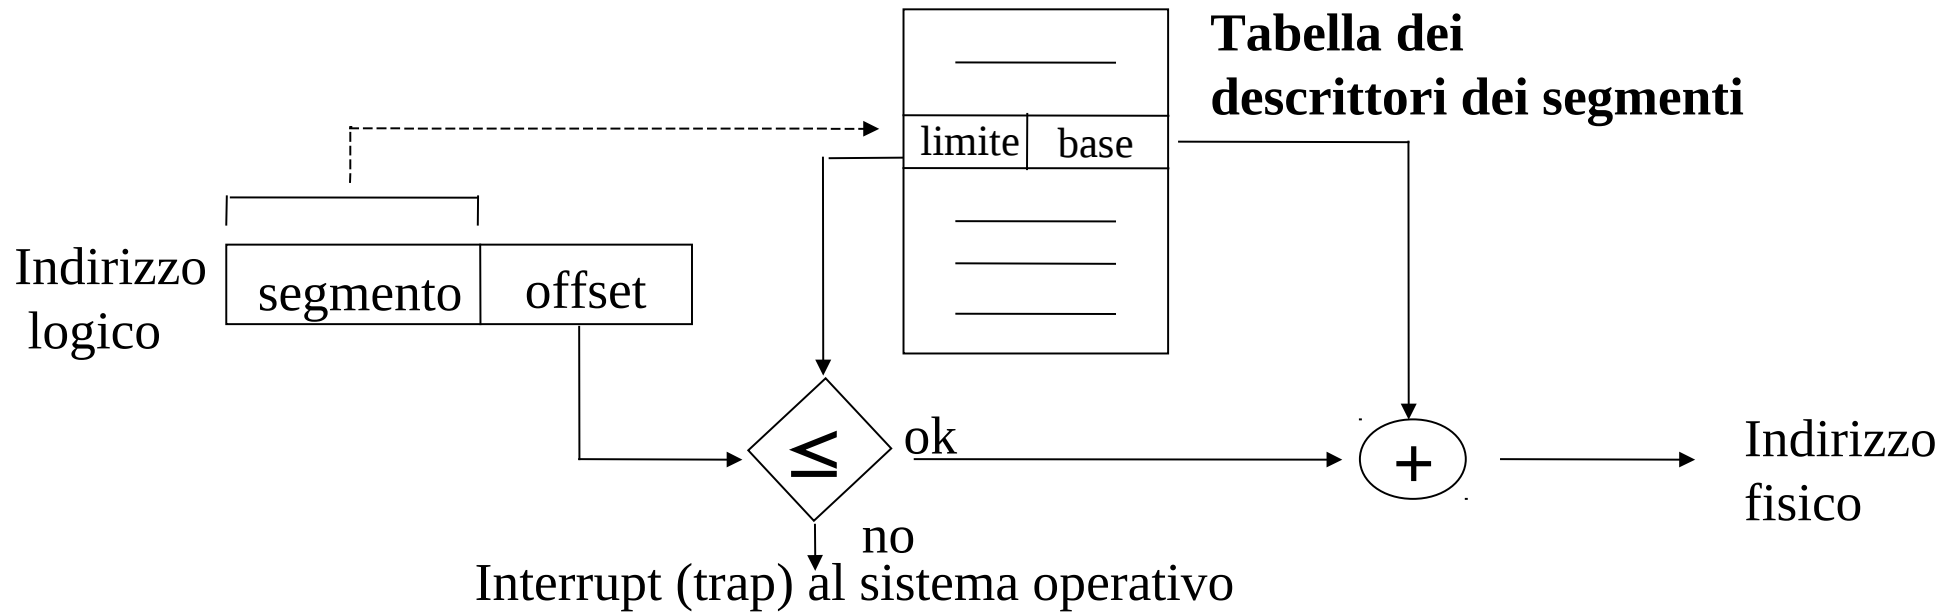 Tabella dei
descrittori dei segmenti
limite base
Indirizzo
logico
segmento offset
≤
ok
+
Indirizzo
fisico
no
Interrupt (trap) al sistema operativo